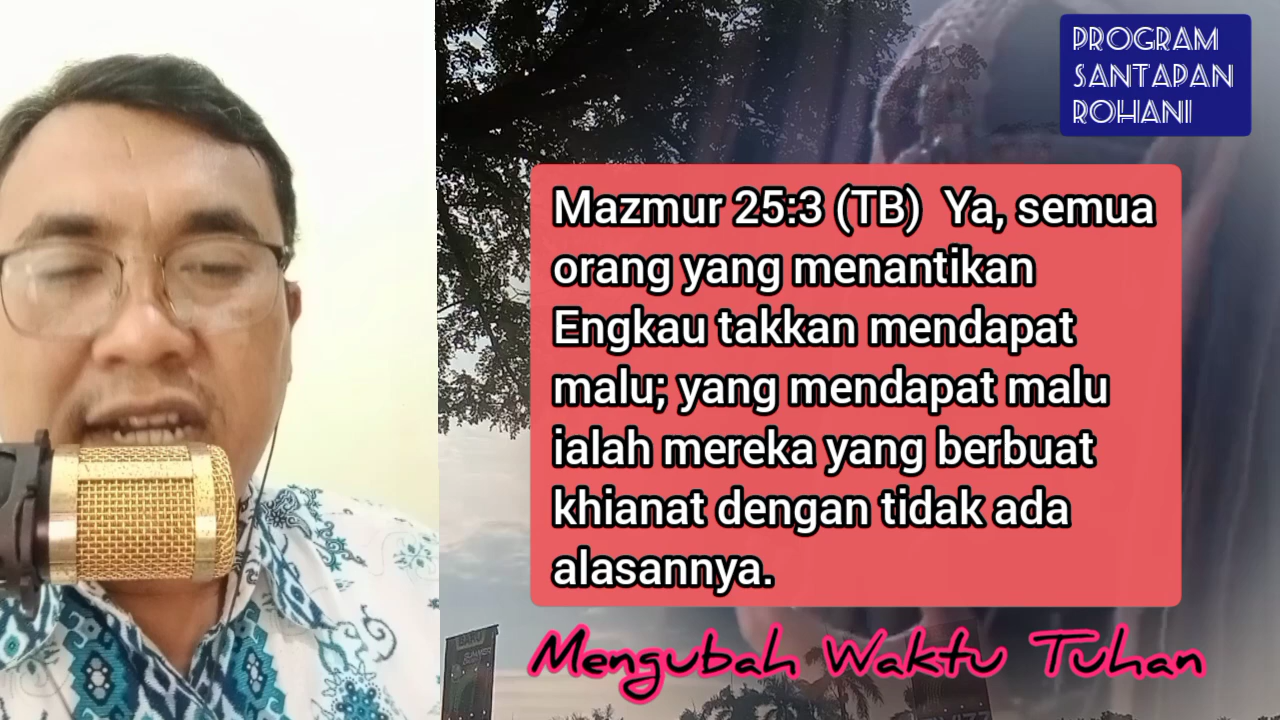 PROGRAM
SANTAPAN
ROHANI
Mazmur 25:3 (TB)  Ya, semua
orang yang menantikan
Engkau takkan mendapat
malu; yang mendapat malu
ialah mereka yang berbuat
khianat dengan tidak ada
alasannya.
Mengubah Waktu Tuhan